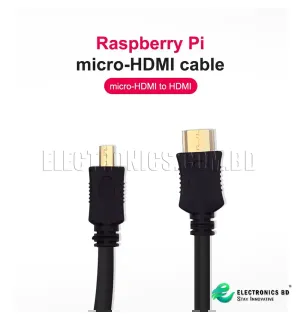 Raspberry Pi
micro-HDMI cable
micro-HDMI to HDMI
ELECTRONICS.COM.BD
ELECTRONICS BD
STAY INNOVATIVE